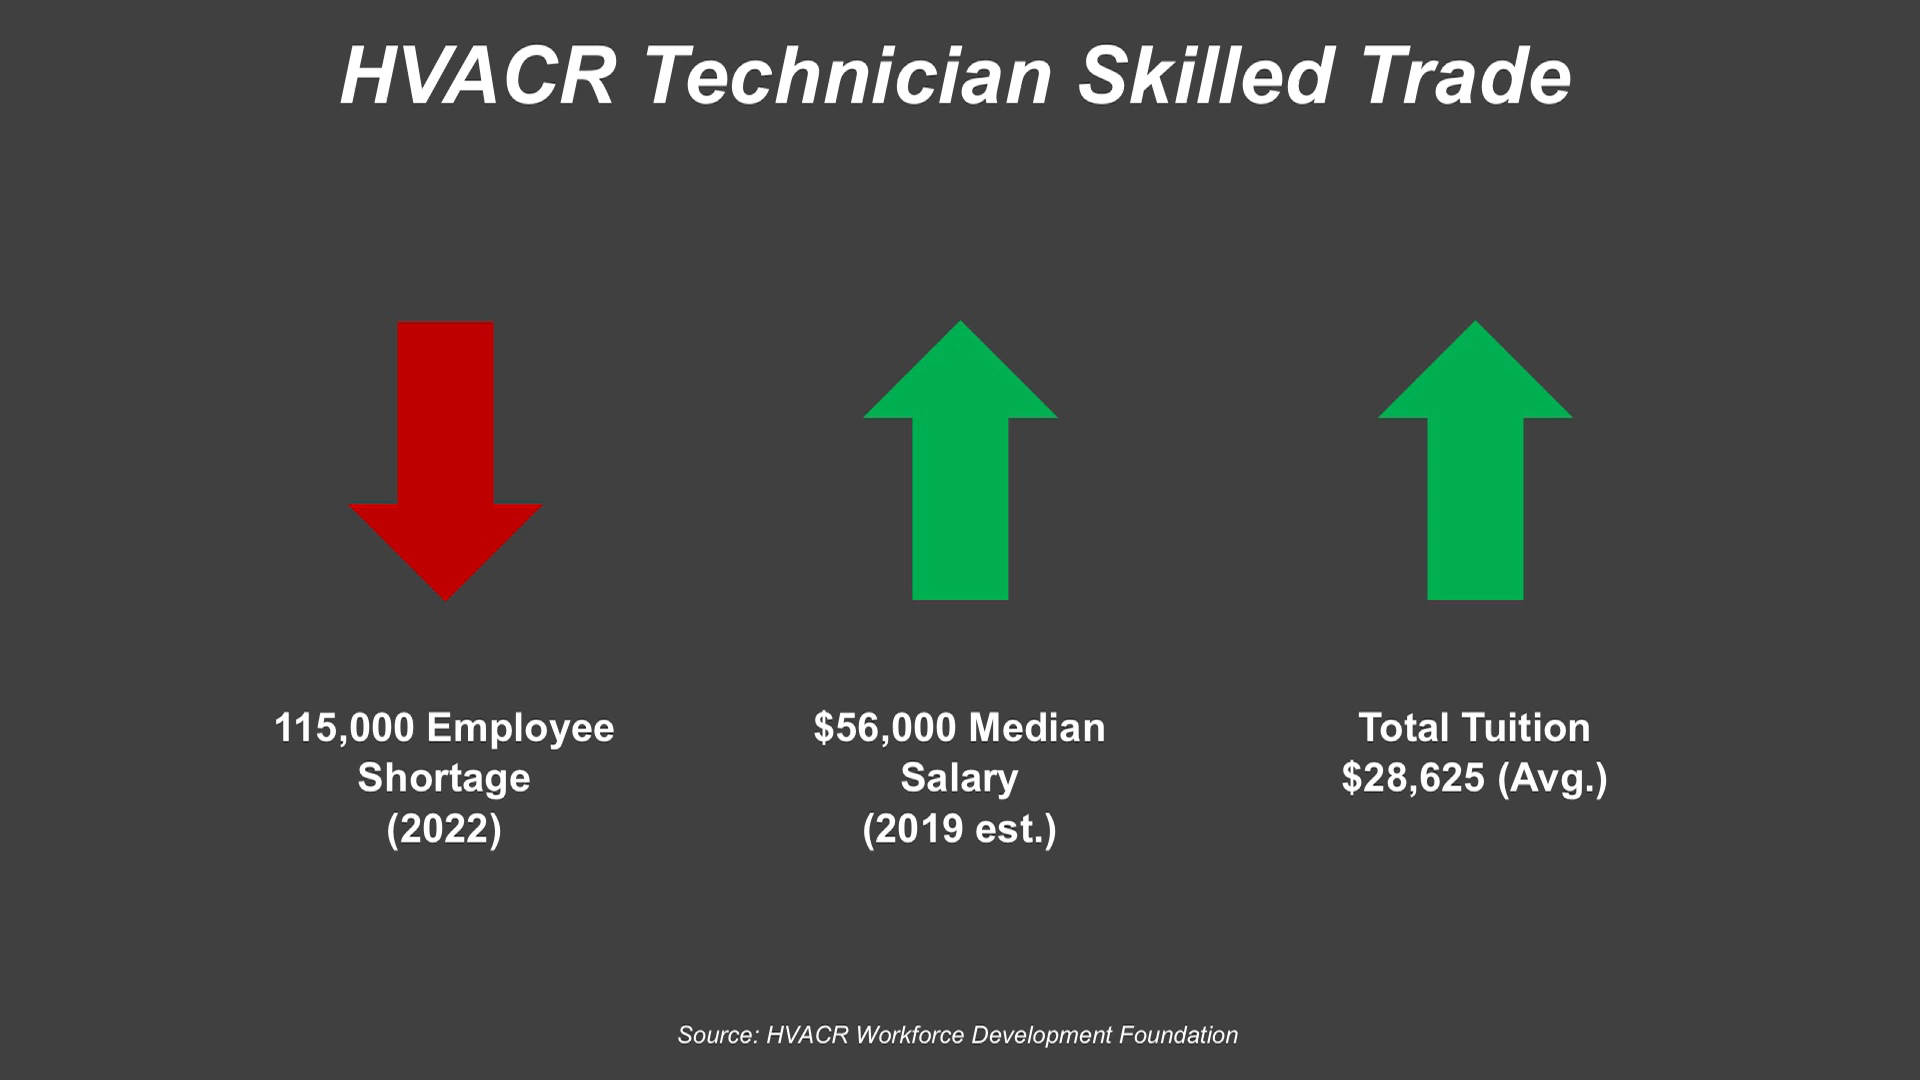 HVACR Technician Skilled Trade
115,000 Employee
Shortage
(2022)
$56,000 Median
Salary
(2019 est.)
Total Tuition
$28,625 (Avg.)
Source: HVACR Workforce Development Foundation